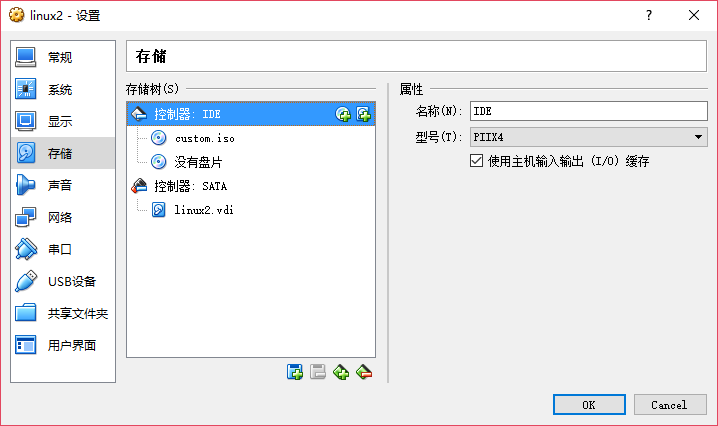 linux2 - 设置
常规
系统
显示
存储
声音
网络
串口
USB设备
共享文件夹
用户界面
存储
存储树(S)
控制器: IDE
custom.iso
没有盘片
控制器: SATA
linux2.vdi
属性
名称(N): IDE
型号(T): PIIX4
使用主机输入输出 (I/O) 缓存
OK Cancel